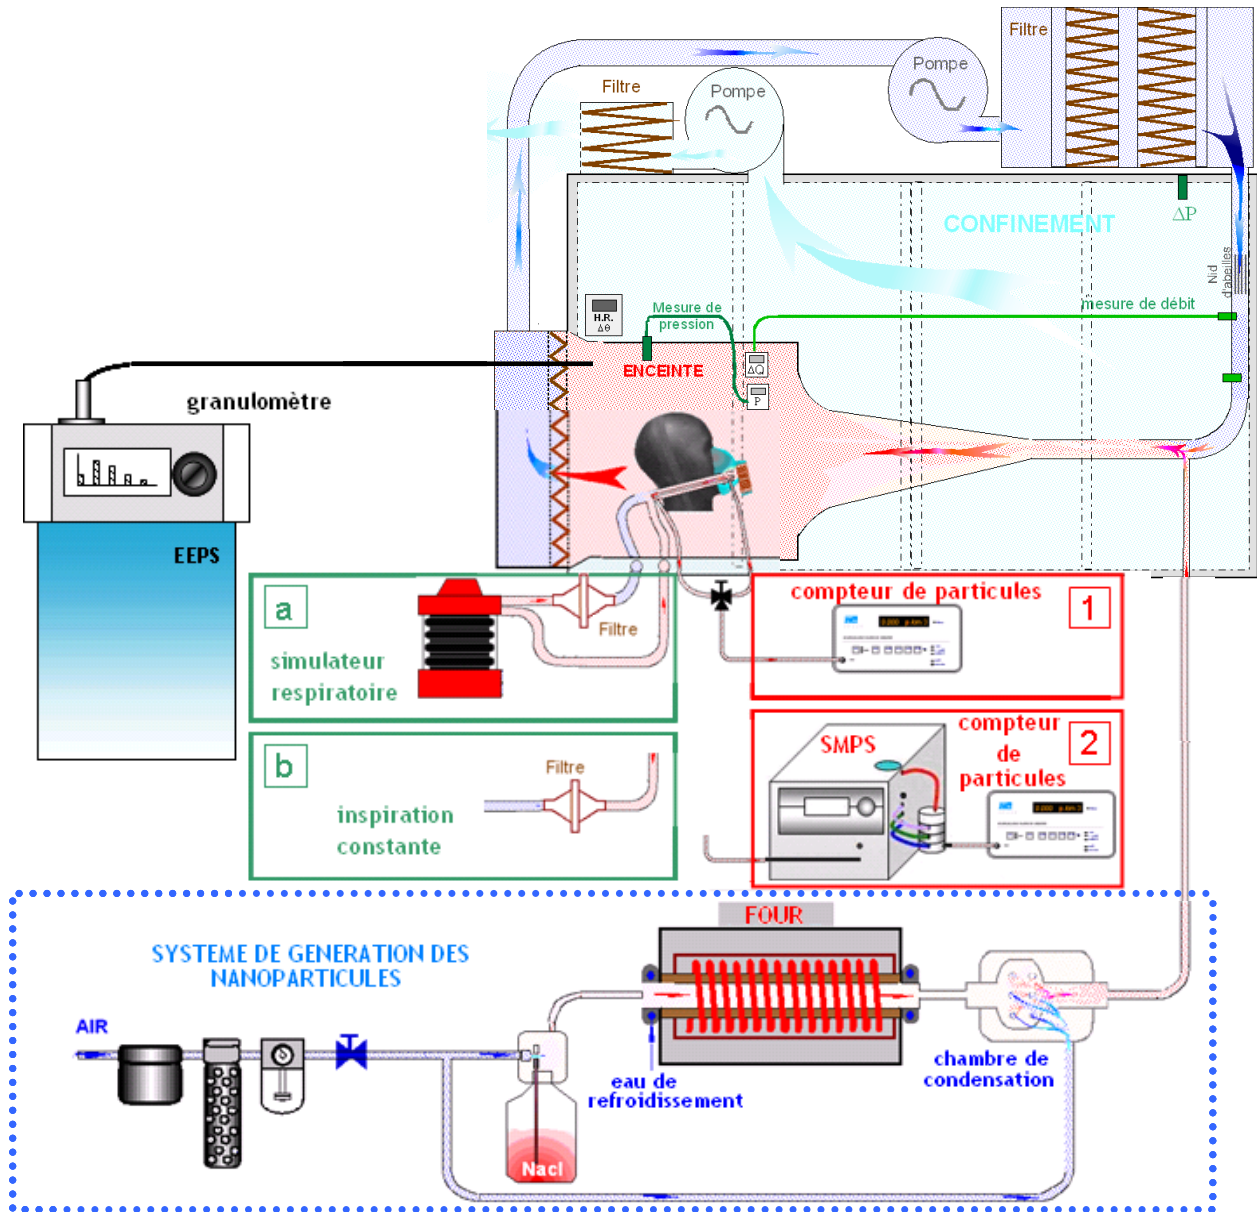 Filtre
Pompe
Filtre
Pompe
CONFINEMENT
ΔP
Nid
d'abeilles
mesure de débit
Mesure de
pression
H.R.
Δθ
ENCEINTE
ΔQ
P
granulomètre
EEPS
a
simulateur
respiratoire
Filtre
b
Filtre
inspiration
constante
compteur de particules
1
SMPS
compteur
de
particules
2
SYSTEME DE GENERATION DES
NANOPARTICULES
AIR
FOUR
eau de
refroidissement
chambre de
condensation
Nacl